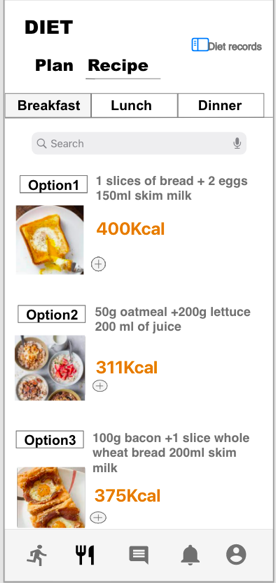 DIET
Diet records
Plan Recipe
Breakfast Lunch Dinner
Search
Option1
1 slices of bread + 2 eggs
150ml skim milk
400Kcal
Option2
50g oatmeal +200g lettuce
200 ml of juice
311Kcal
Option3
100g bacon +1 slice whole
wheat bread 200ml skim
milk
375Kcal